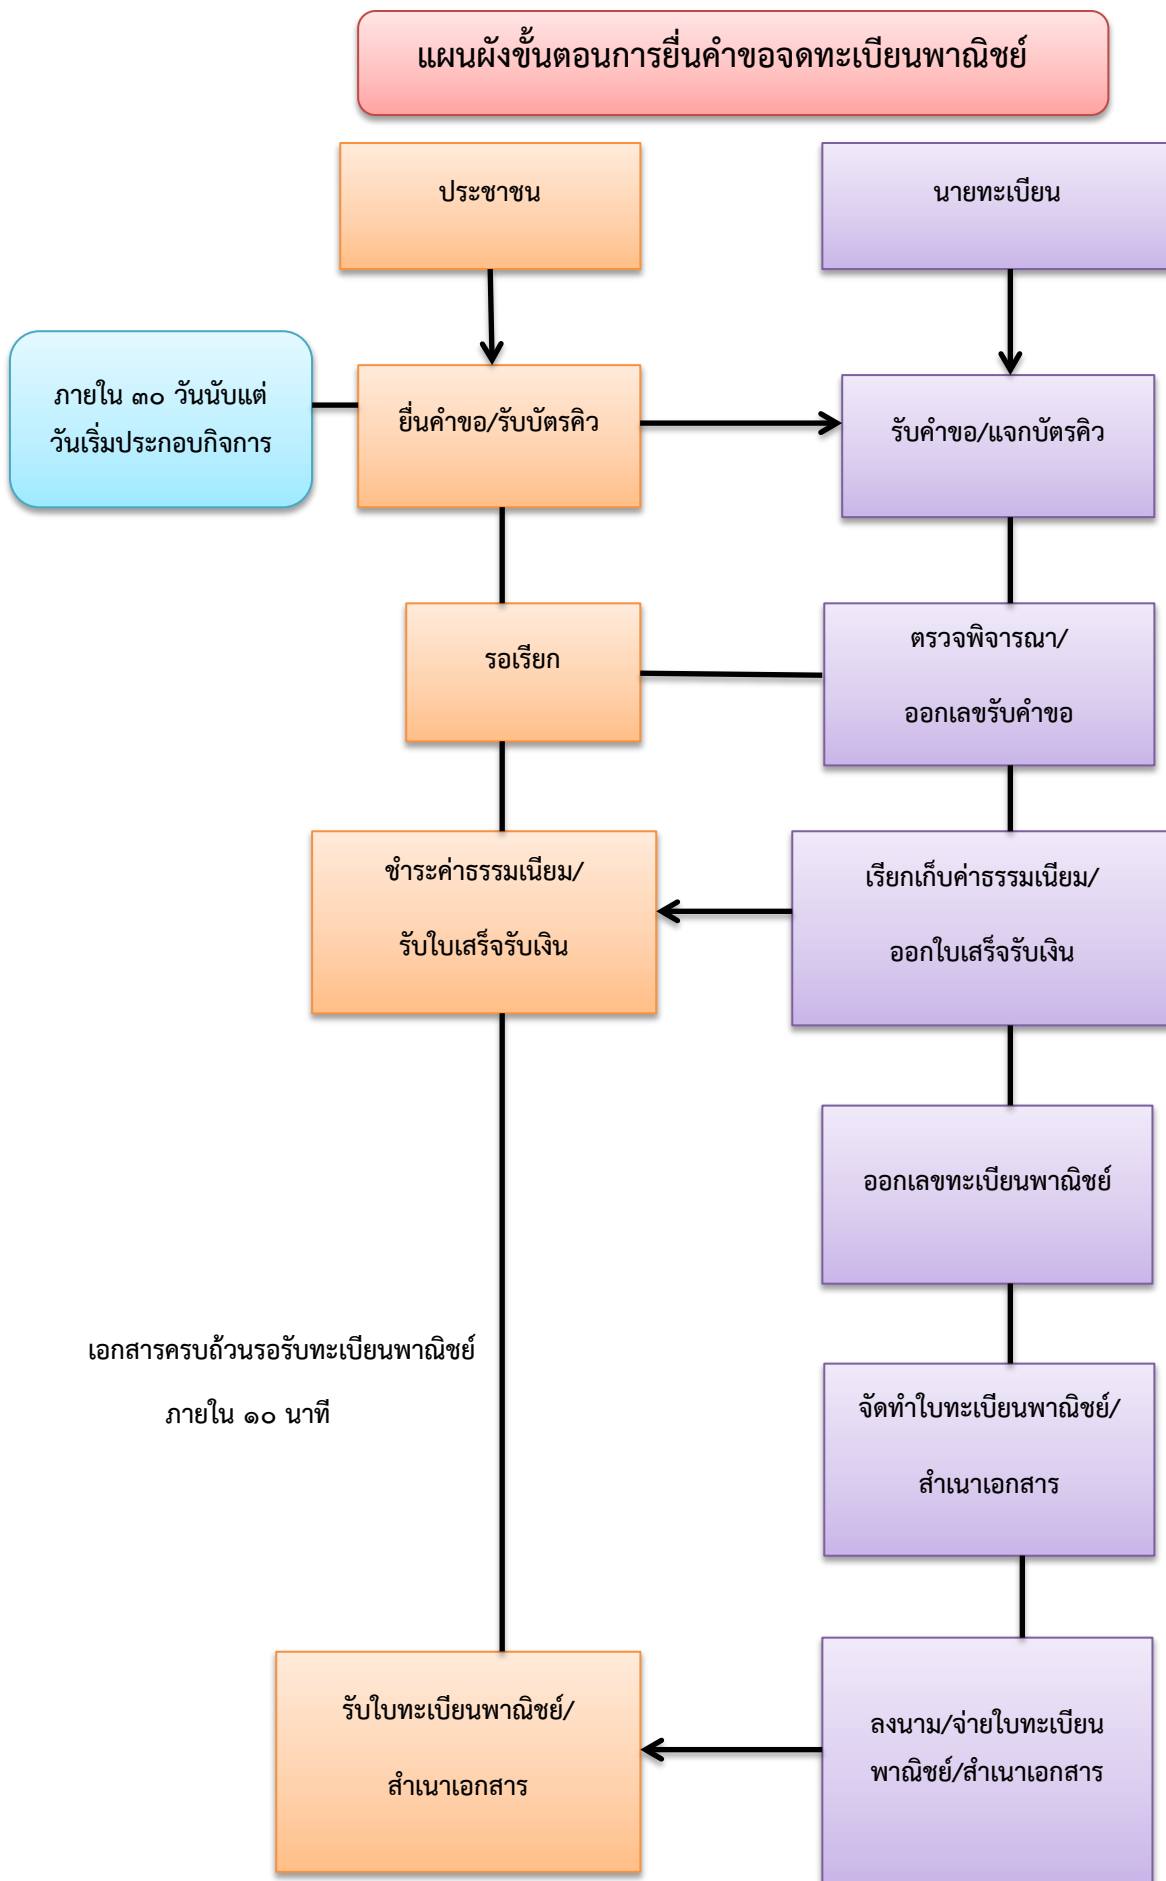 แผนผังขั้นตอนการยื่นคำขอจดทะเบียนพาณิชย์
ประชาชน
นายทะเบียน
ภายใน ๓๐ วันนับแต่
วันเริ่มประกอบกิจการ
ยื่นคำขอ/รับบัตรคิว
รับคำขอ/แจกบัตรคิว
รอเรียก
ตรวจพิจารณา/
ออกเลขรับคำขอ
ชำระค่าธรรมเนียม/
รับใบเสร็จรับเงิน
เรียกเก็บค่าธรรมเนียม/
ออกใบเสร็จรับเงิน
ออกเลขทะเบียนพาณิชย์
เอกสารครบถ้วนรอรับทะเบียนพาณิชย์
ภายใน ๑๐ นาที
จัดทำใบทะเบียนพาณิชย์/
สำเนาเอกสาร
รับใบทะเบียนพาณิชย์/
สำเนาเอกสาร
ลงนาม/จ่ายใบทะเบียน
พาณิชย์/สำเนาเอกสาร